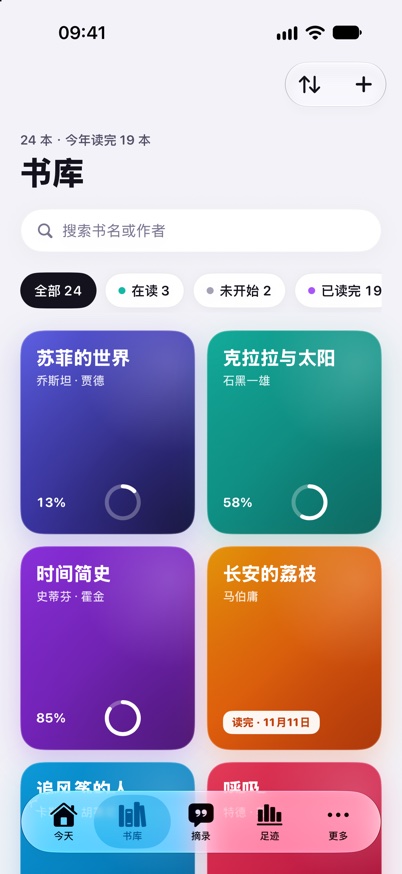 09:41
24 本 · 今年读完 19 本
书库
搜索书名或作者
全部 24
在读 3
未开始 2
已读完 19
苏菲的世界
乔斯坦 · 贾德
13%
克拉拉与太阳
石黑一雄
58%
时间简史
史蒂芬 · 霍金
85%
长安的荔枝
马伯庸
读完 · 11月11日
追风筝的人
呼吸
特德
今天
书库
摘录
足迹
更多